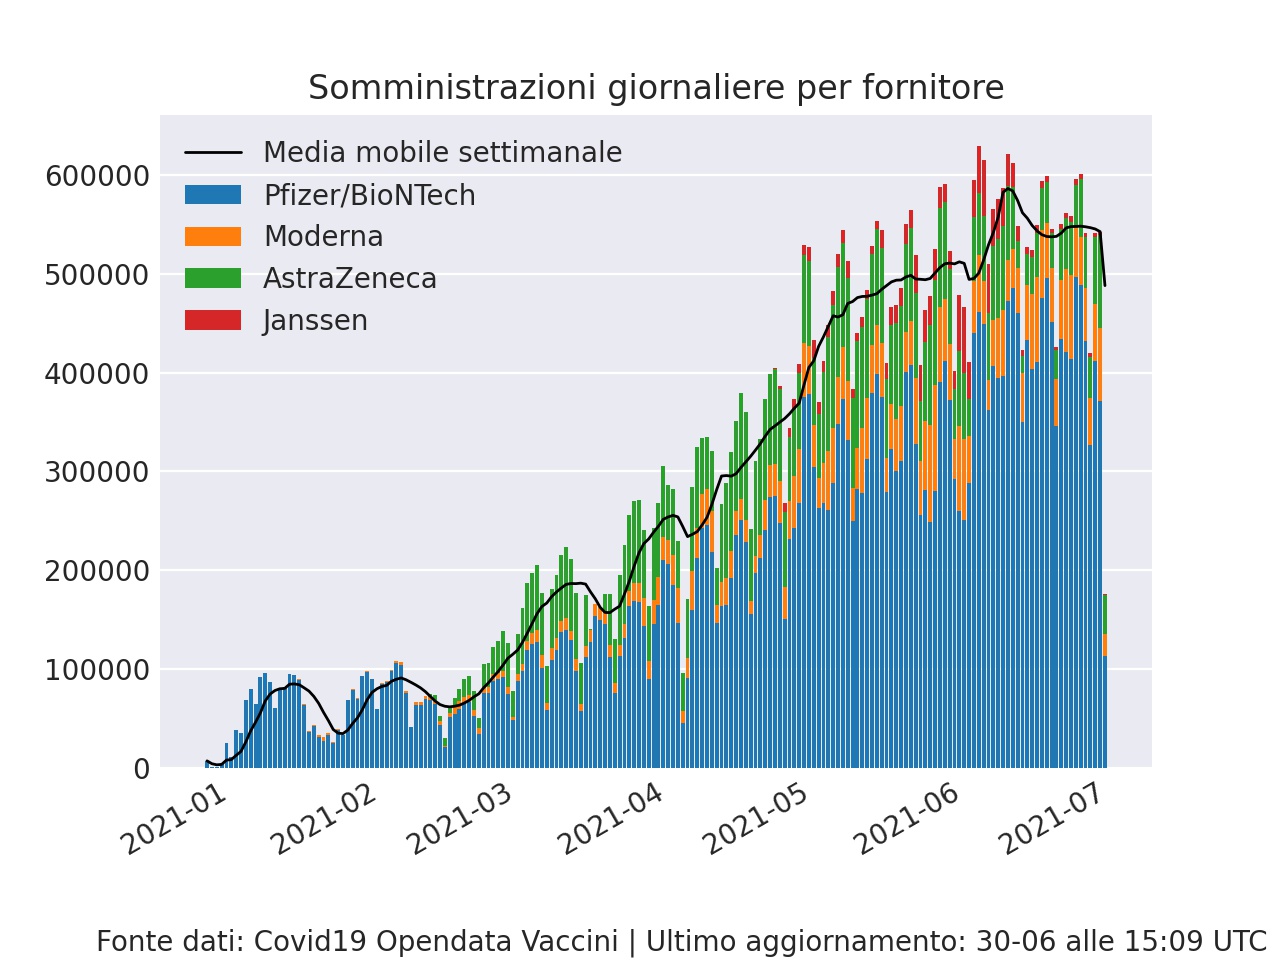 Somministrazioni giornaliere per fornitore
Media mobile settimanale
Pfizer/BioNTech
Moderna
AstraZeneca
Janssen
600000
500000
400000
300000
200000
100000
0
2021-01
2021-02
2021-03
2021-04
2021-05
2021-06
2021-07
Fonte dati: Covid19 Opendata Vaccini | Ultimo aggiornamento: 30-06 alle 15:09 UTC